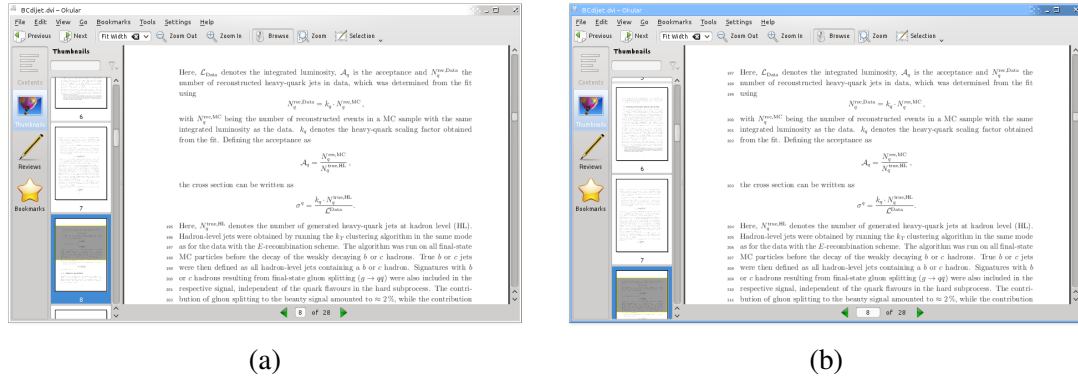 BCdijet.dvi – Okular
File Edit View Go Bookmarks Tools Settings Help
Previous Next Fit Width Zoom Out Zoom In Browse Zoom Selection
Thumbnails
Contents
Thumbnails
Reviews
Bookmarks
6
7
8
Here, ℒ_Data denotes the integrated luminosity, 𝒜_q is the acceptance and N_q^rec,Data the
number of reconstructed heavy-quark jets in data, which was determined from the fit
using
N_q^rec,Data = k_q · N_q^rec,MC,
with N_q^rec,MC being the number of reconstructed events in a MC sample with the same
integrated luminosity as the data. k_q denotes the heavy-quark scaling factor obtained
from the fit. Defining the acceptance as
𝒜_q = N_q^rec,MC / N_q^true,HL ,
the cross section can be written as
σ^q = k_q · N_q^true,HL / ℒ^Data.
Here, N_q^true,HL denotes the number of generated heavy-quark jets at hadron level (HL).
Hadron-level jets were obtained by running the k_T clustering algorithm in the same mode
as for the data with the E-recombination scheme. The algorithm was run on all final-state
MC particles before the decay of the weakly decaying b or c hadrons. True b or c jets
were then defined as all hadron-level jets containing a b or c hadron. Signatures with b
or c hadrons resulting from final-state gluon splitting (g → qq̄) were also included in the
respective signal, independent of the quark flavours in the hard subprocess. The contri-
bution of gluon splitting to the beauty signal amounted to ≈ 2 %, while the contribution
8 of 28
(a)
BCdijet.dvi – Okular
File Edit View Go Bookmarks Tools Settings Help
Previous Next Fit Width Zoom Out Zoom In Browse Zoom Selection
Thumbnails
Contents
Thumbnails
Reviews
Bookmarks
6
7
Here, ℒ_Data denotes the integrated luminosity, 𝒜_q is the acceptance and N_q^rec,Data the
number of reconstructed heavy-quark jets in data, which was determined from the fit
using
N_q^rec,Data = k_q · N_q^rec,MC,
with N_q^rec,MC being the number of reconstructed events in a MC sample with the same
integrated luminosity as the data. k_q denotes the heavy-quark scaling factor obtained
from the fit. Defining the acceptance as
𝒜_q = N_q^rec,MC / N_q^true,HL ,
the cross section can be written as
σ^q = k_q · N_q^true,HL / ℒ^Data.
Here, N_q^true,HL denotes the number of generated heavy-quark jets at hadron level (HL).
Hadron-level jets were obtained by running the k_T clustering algorithm in the same mode
as for the data with the E-recombination scheme. The algorithm was run on all final-state
MC particles before the decay of the weakly decaying b or c hadrons. True b or c jets
were then defined as all hadron-level jets containing a b or c hadron. Signatures with b
or c hadrons resulting from final-state gluon splitting (g → qq̄) were also included in the
respective signal, independent of the quark flavours in the hard subprocess. The contri-
bution of gluon splitting to the beauty signal amounted to ≈ 2 %, while the contribution
8 of 28
(b)